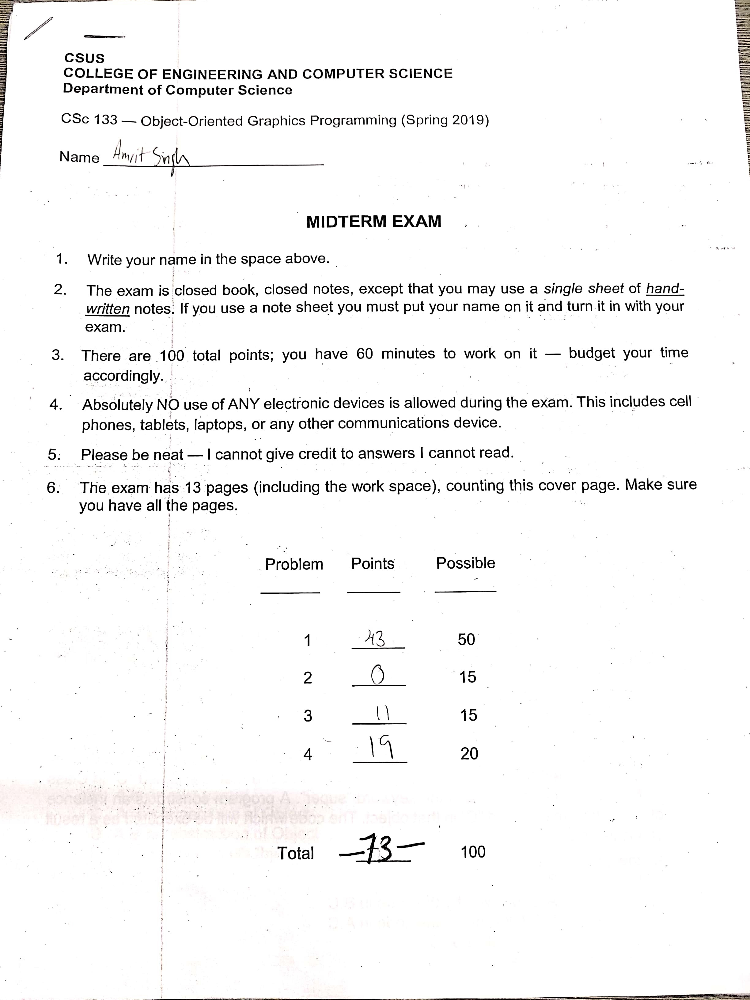 CSUS
COLLEGE OF ENGINEERING AND COMPUTER SCIENCE
Department of Computer Science
CSc 133 — Object-Oriented Graphics Programming (Spring 2019)
Name Amrit Singh
MIDTERM EXAM
1. Write your name in the space above.
2. The exam is closed book, closed notes, except that you may use a single sheet of hand-
written notes. If you use a note sheet you must put your name on it and turn it in with your
exam.
3. There are 100 total points; you have 60 minutes to work on it — budget your time
accordingly.
4. Absolutely NO use of ANY electronic devices is allowed during the exam. This includes cell
phones, tablets, laptops, or any other communications device.
5. Please be neat — I cannot give credit to answers I cannot read.
6. The exam has 13 pages (including the work space), counting this cover page. Make sure
you have all the pages.
Problem Points Possible
1 43 50
2 0 15
3 11 15
4 19 20
Total —73— 100